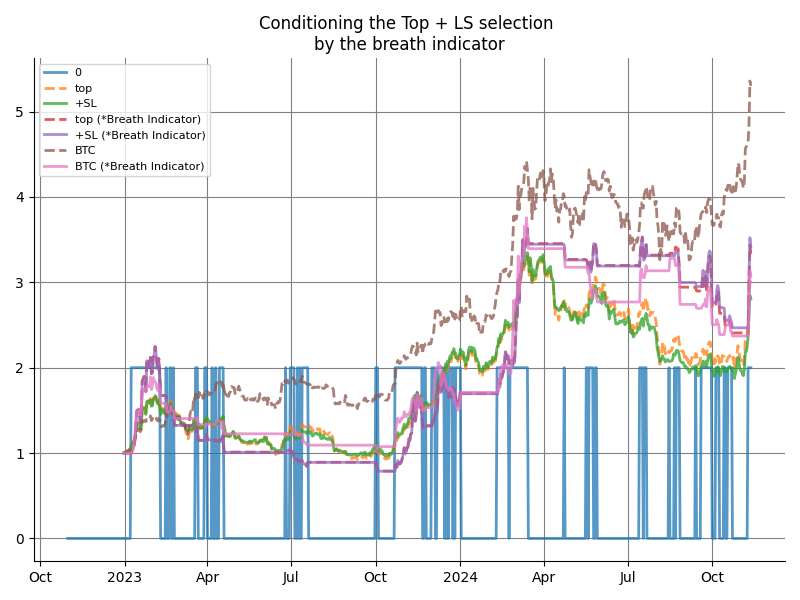 Conditioning the Top + LS selection
by the breath indicator
0
top
+SL
top (*Breath Indicator)
+SL (*Breath Indicator)
BTC
BTC (*Breath Indicator)
5
4
3
2
1
0
Oct
2023
Apr
Jul
Oct
2024
Apr
Jul
Oct